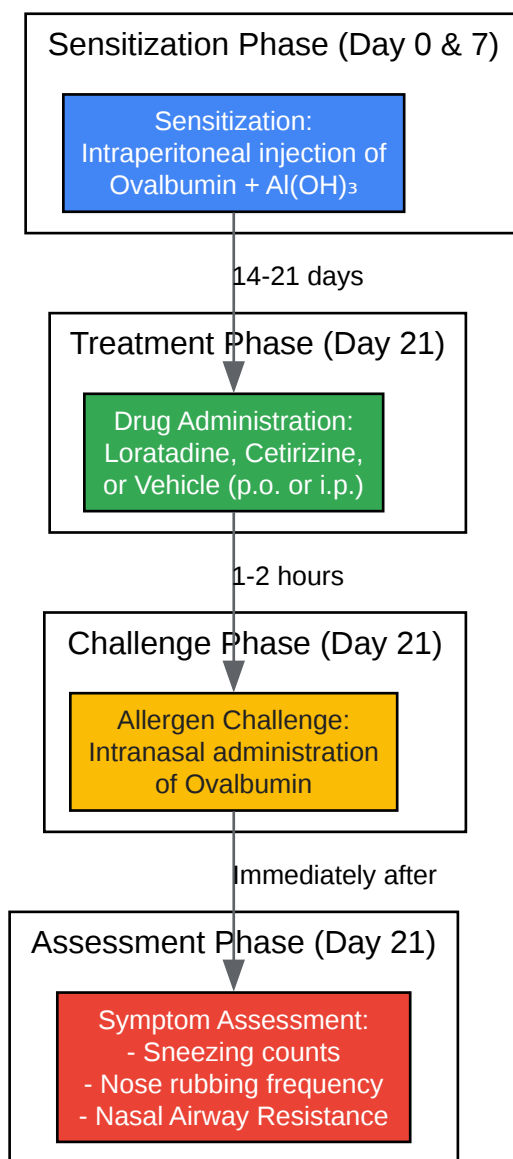 Sensitization Phase (Day 0 & 7)
Sensitization:
Intraperitoneal injection of
Ovalbumin + Al(OH)₃
14-21 days
Treatment Phase (Day 21)
Drug Administration:
Loratadine, Cetirizine,
or Vehicle (p.o. or i.p.)
1-2 hours
Challenge Phase (Day 21)
Allergen Challenge:
Intranasal administration
of Ovalbumin
Immediately after
Assessment Phase (Day 21)
Symptom Assessment:
- Sneezing counts
- Nose rubbing frequency
- Nasal Airway Resistance